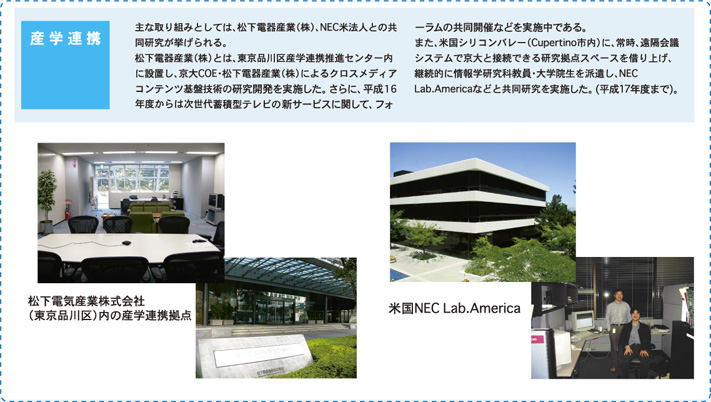 産学連携
主な取り組みとしては、松下電器産業(株)、NEC米法人との共
同研究が挙げられる。
松下電器産業(株)とは、東京品川区産学連携推進センター内
に設置し、京大COE・松下電器産業(株)によるクロスメディア
コンテンツ基盤技術の研究開発を実施した。さらに、平成16
年度からは次世代蓄積型テレビの新サービスに関して、フォ
ーラムの共同開催などを実施中である。
また、米国シリコンバレー(Cupertino市内)に、常時、遠隔会議
システムで京大と接続できる研究拠点スペースを借り上げ、
継続的に情報学研究科教員・大学院生を派遣し、NEC
Lab.Americaなどと共同研究を実施した。(平成17年度まで)。
松下電気産業株式会社
(東京品川区)内の産学連携拠点
米国NEC Lab.America